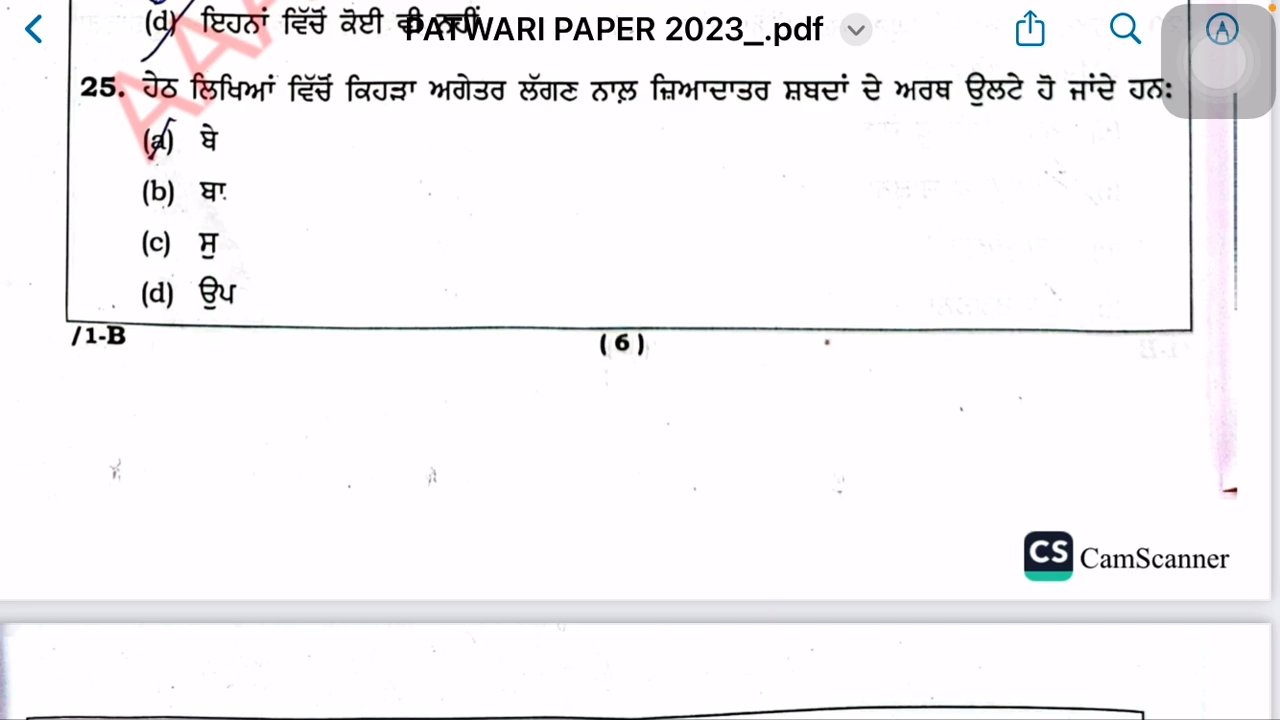 (d) ਇਹਨਾਂ ਵਿੱਚੋਂ ਕੋਈ ਵੀ ਨਹੀਂ
PATWARI PAPER 2023_.pdf
25. ਹੇਠ ਲਿਖਿਆਂ ਵਿੱਚੋਂ ਕਿਹੜਾ ਅਗੇਤਰ ਲੱਗਣ ਨਾਲ਼ ਜ਼ਿਆਦਾਤਰ ਸ਼ਬਦਾਂ ਦੇ ਅਰਥ ਉਲਟੇ ਹੋ ਜਾਂਦੇ ਹਨ:
(a) ਬੇ
(b) ਬਾ
(c) ਸੁ
(d) ਉਪ
/1-B
( 6 )
CS CamScanner